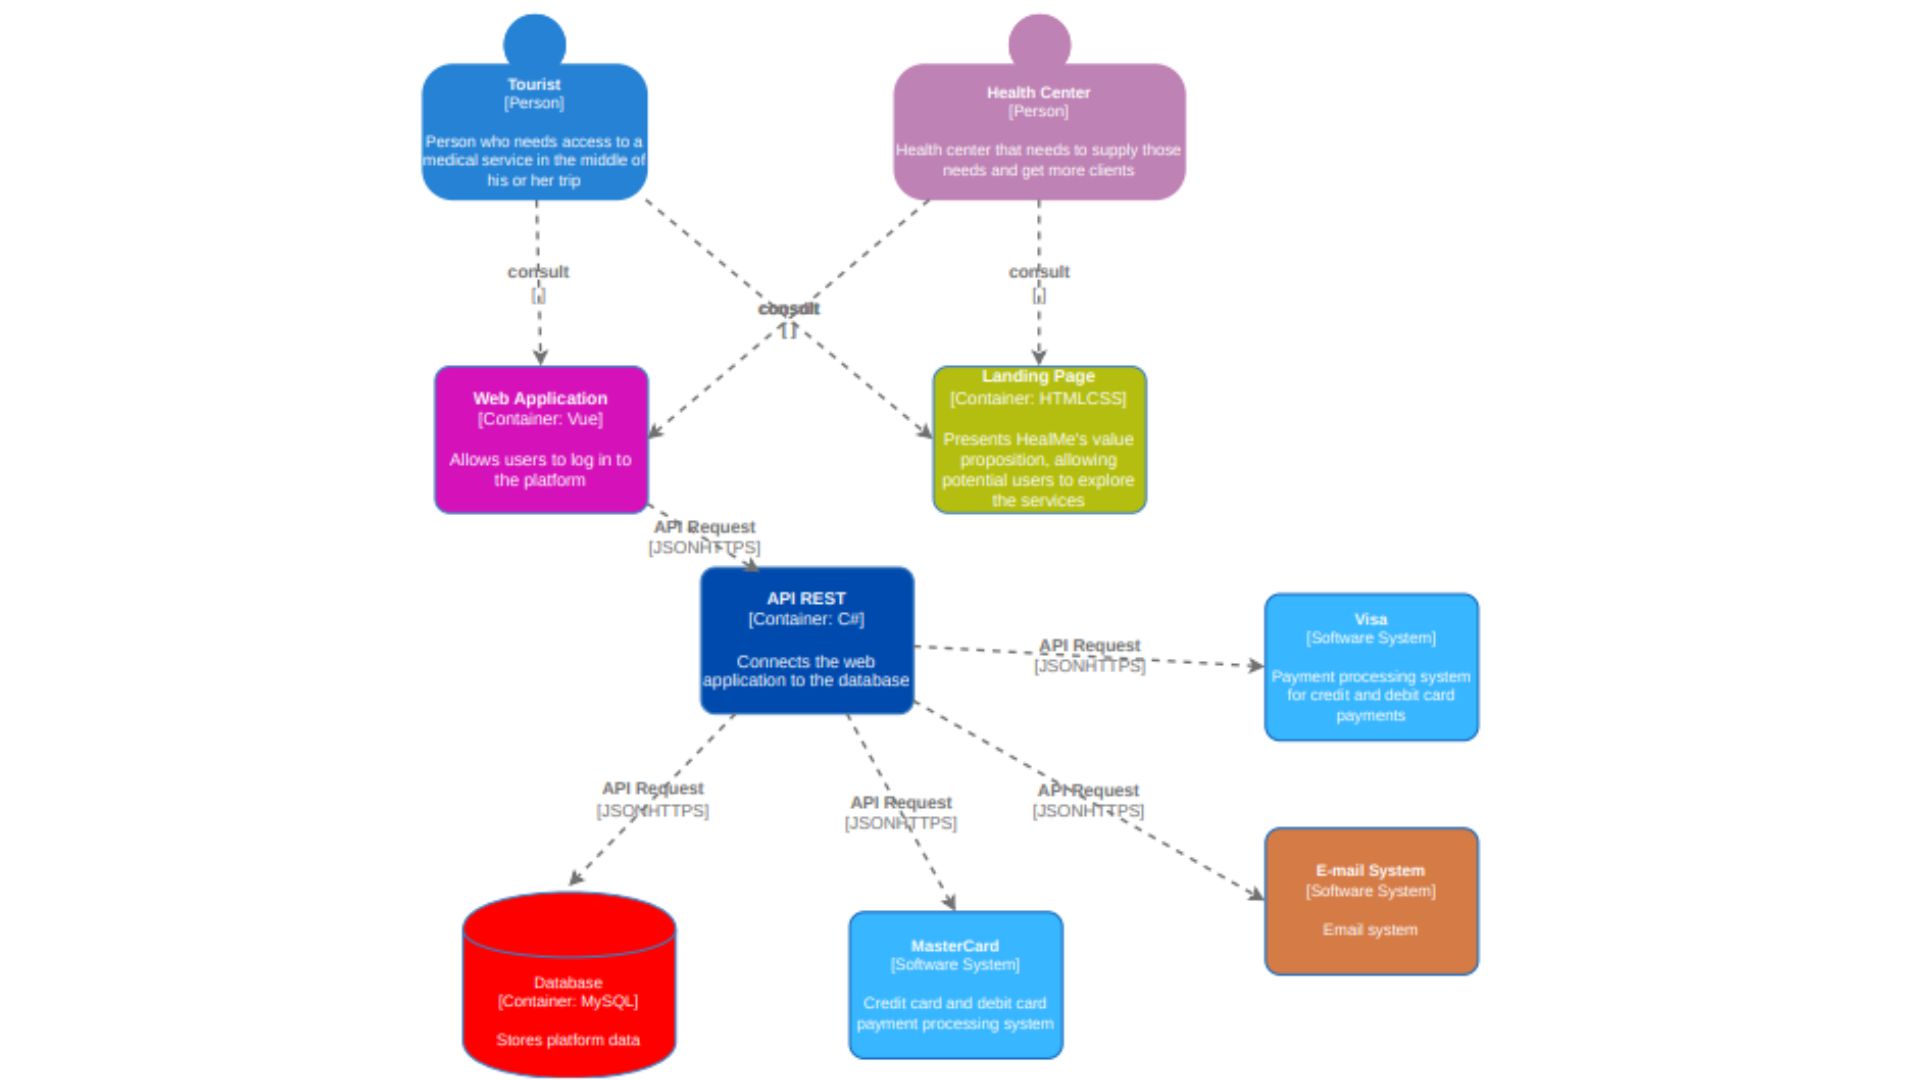 Tourist
[Person]
Person who needs access to a
medical service in the middle of
his or her trip
Health Center
[Person]
Health center that needs to supply those
needs and get more clients
consult
[ ]
consult
[ ]
consult
[ ]
Web Application
[Container: Vue]
Allows users to log in to
the platform
Landing Page
[Container: HTMLCSS]
Presents HealMe's value
proposition, allowing
potential users to explore
the services
API Request
[JSONHTTPS]
API REST
[Container: C#]
Connects the web
application to the database
API Request
[JSONHTTPS]
Visa
[Software System]
Payment processing system
for credit and debit card
payments
API Request
[JSONHTTPS]
API Request
[JSONHTTPS]
API Request
[JSONHTTPS]
Database
[Container: MySQL]
Stores platform data
MasterCard
[Software System]
Credit card and debit card
payment processing system
E-mail System
[Software System]
Email system